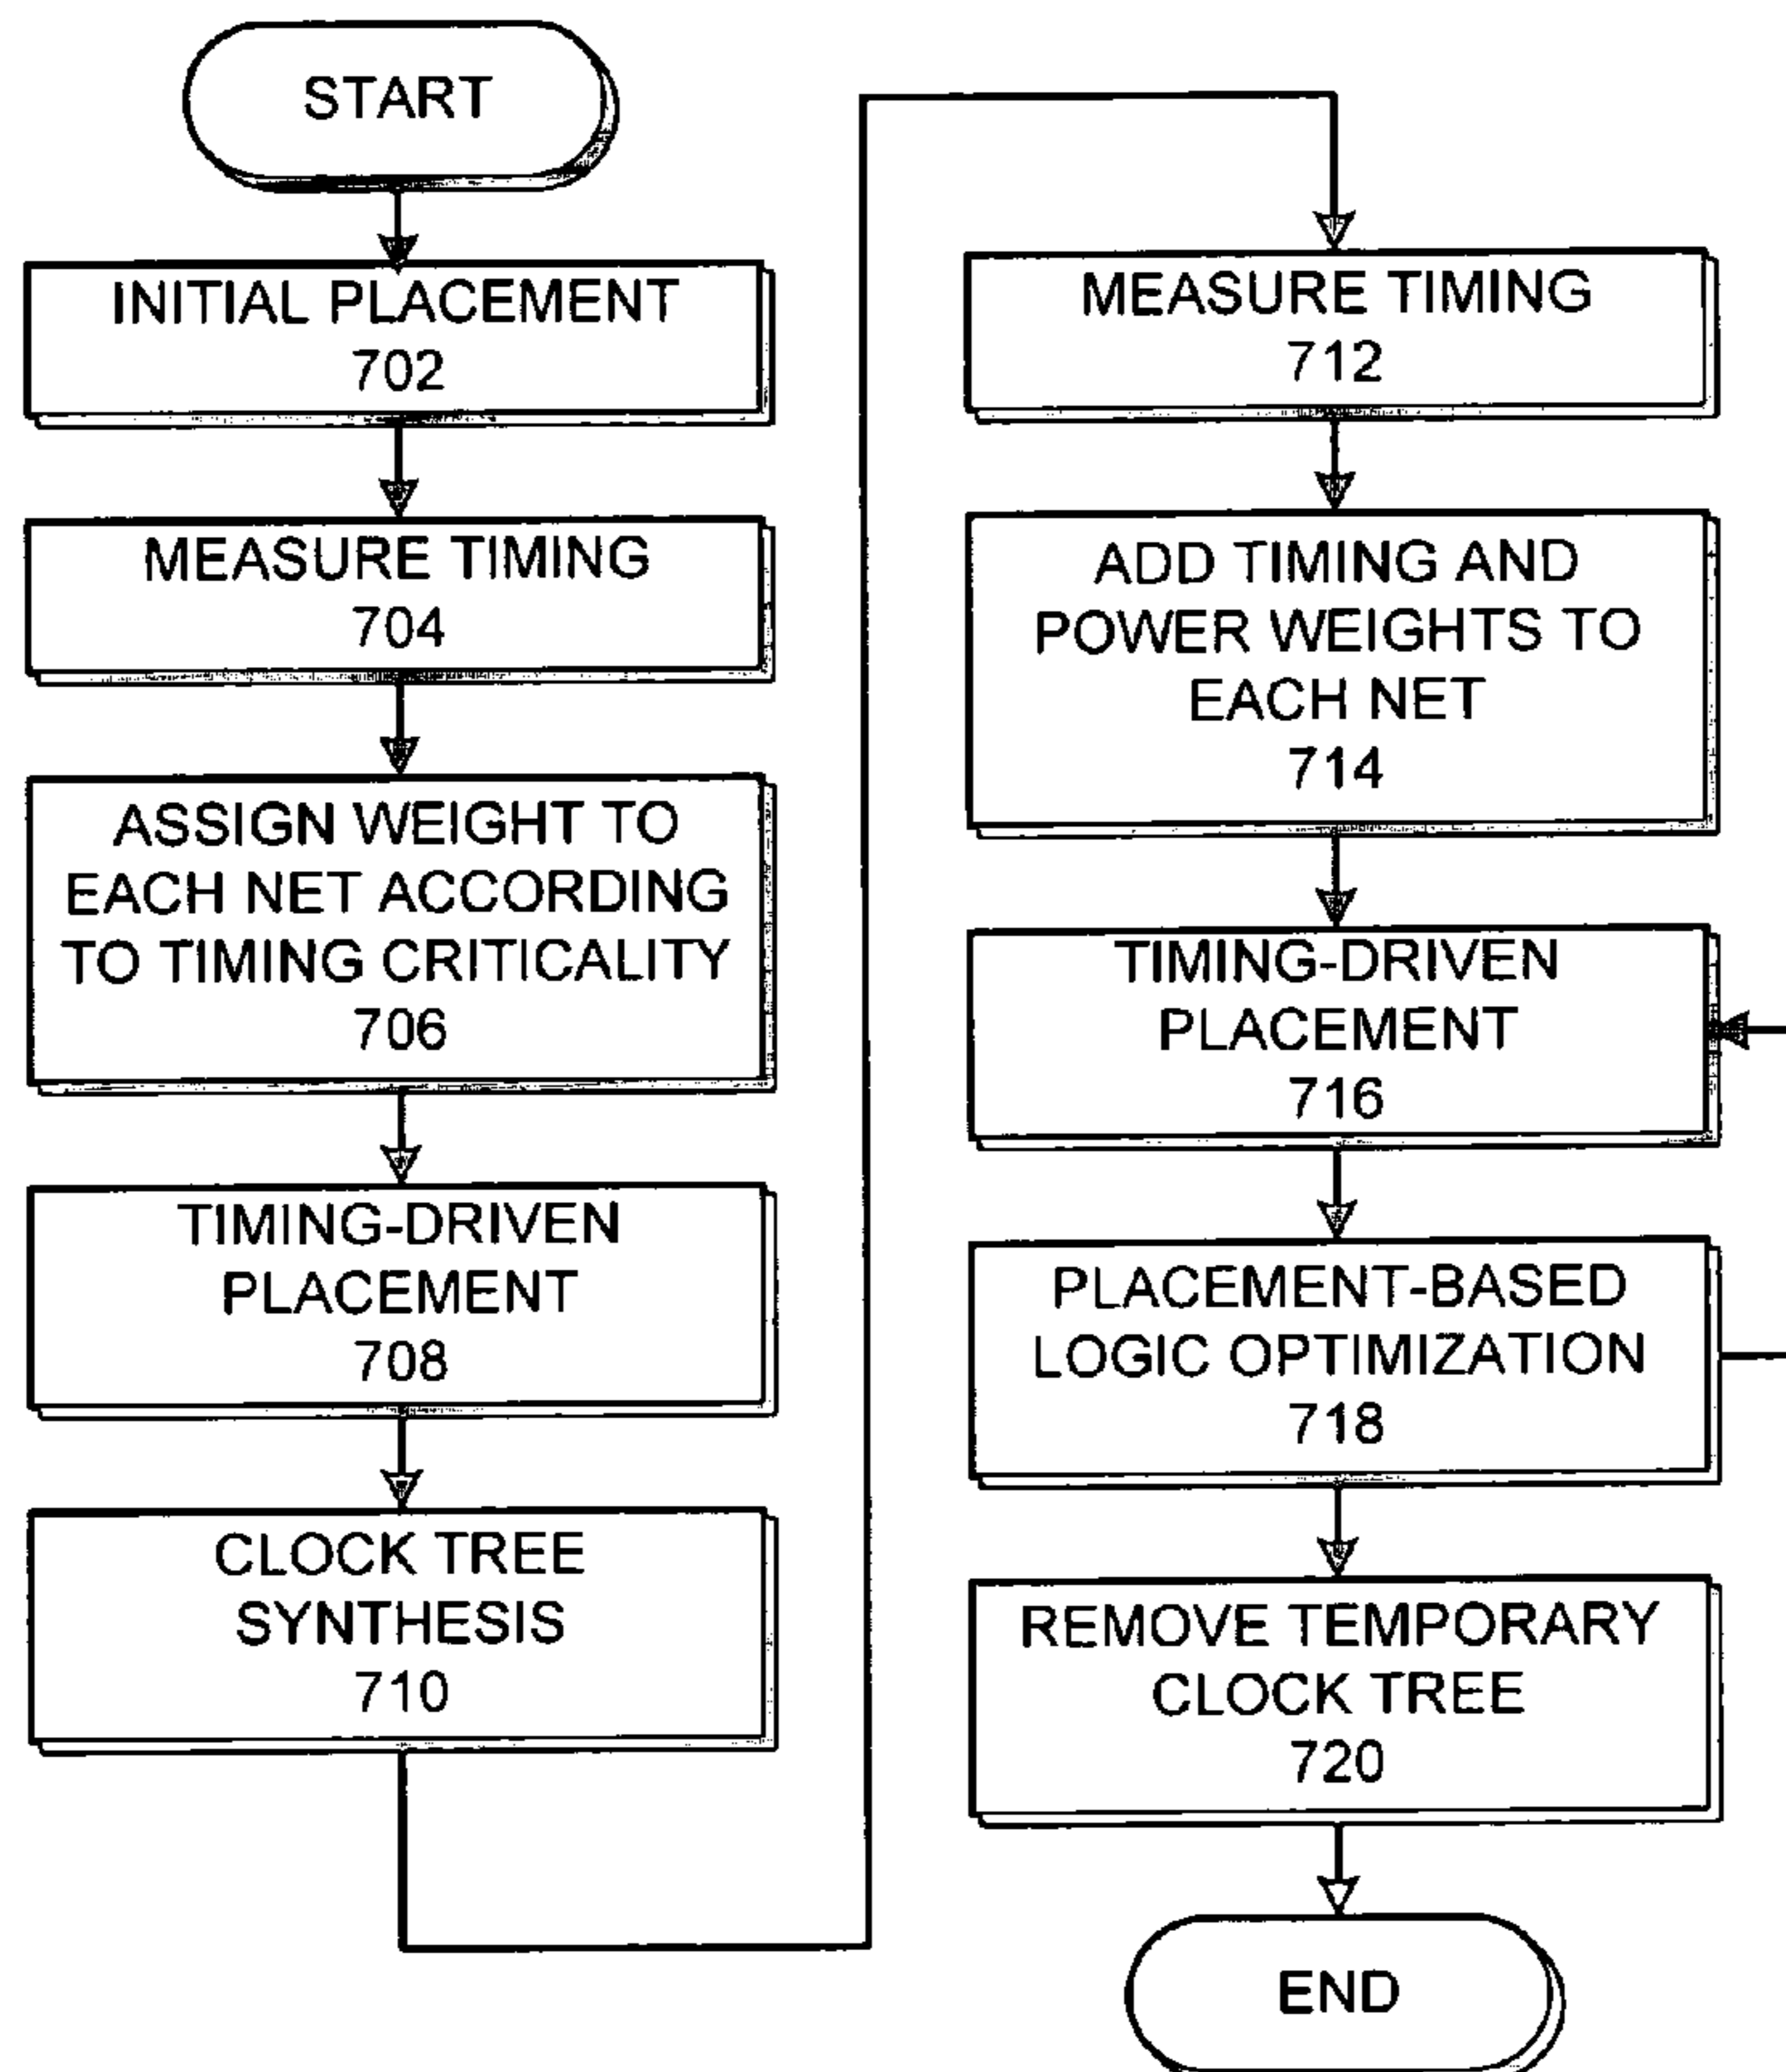 START
INITIAL PLACEMENT
702
MEASURE TIMING
704
ASSIGN WEIGHT TO
EACH NET ACCORDING
TO TIMING CRITICALITY
706
TIMING-DRIVEN
PLACEMENT
708
CLOCK TREE
SYNTHESIS
710
MEASURE TIMING
712
ADD TIMING AND
POWER WEIGHTS TO
EACH NET
714
TIMING-DRIVEN
PLACEMENT
716
PLACEMENT-BASED
LOGIC OPTIMIZATION
718
REMOVE TEMPORARY
CLOCK TREE
720
END